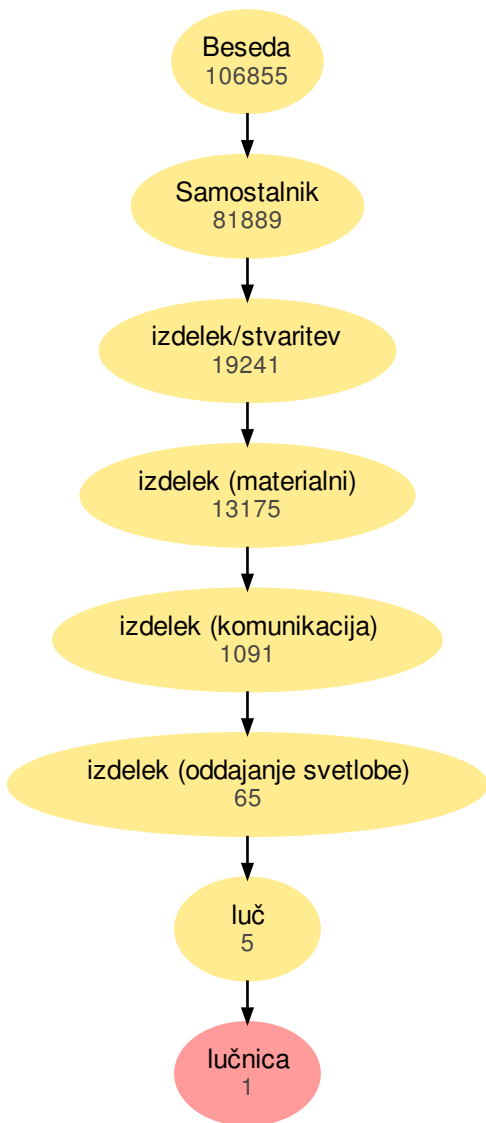 Beseda
106855
Samostalnik
81889
izdelek/stvaritev
19241
izdelek (materialni)
13175
izdelek (komunikacija)
1091
izdelek (oddajanje svetlobe)
65
luč
5
lučnica
1